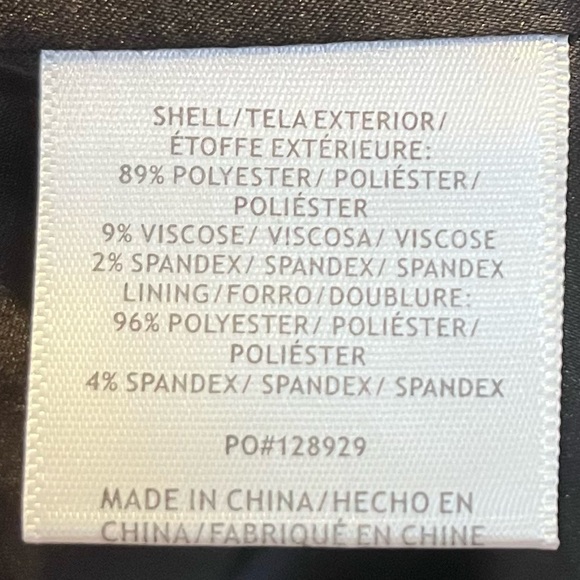 SHELL/TELA EXTERIOR/
ÉTOFFE EXTÉRIEURE:
89% POLYESTER/ POLIÉSTER/
POLIÉSTER
9% VISCOSE/ VISCOSA/ VISCOSE
2% SPANDEX/ SPANDEX/ SPANDEX
LINING/FORRO/DOUBLURE:
96% POLYESTER/ POLIÉSTER/
POLIÉSTER
4% SPANDEX/ SPANDEX/ SPANDEX
PO#128929
MADE IN CHINA/HECHO EN
CHINA/FABRIQUÉ EN CHINE